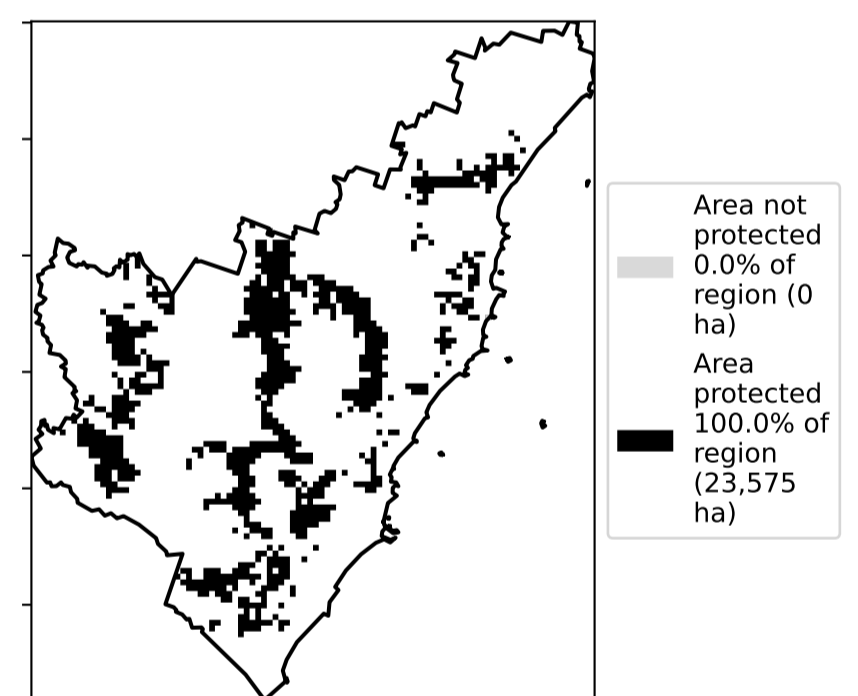 Area not
protected
0.0% of
region (0
ha)
Area
protected
100.0% of
region
(23,575
ha)